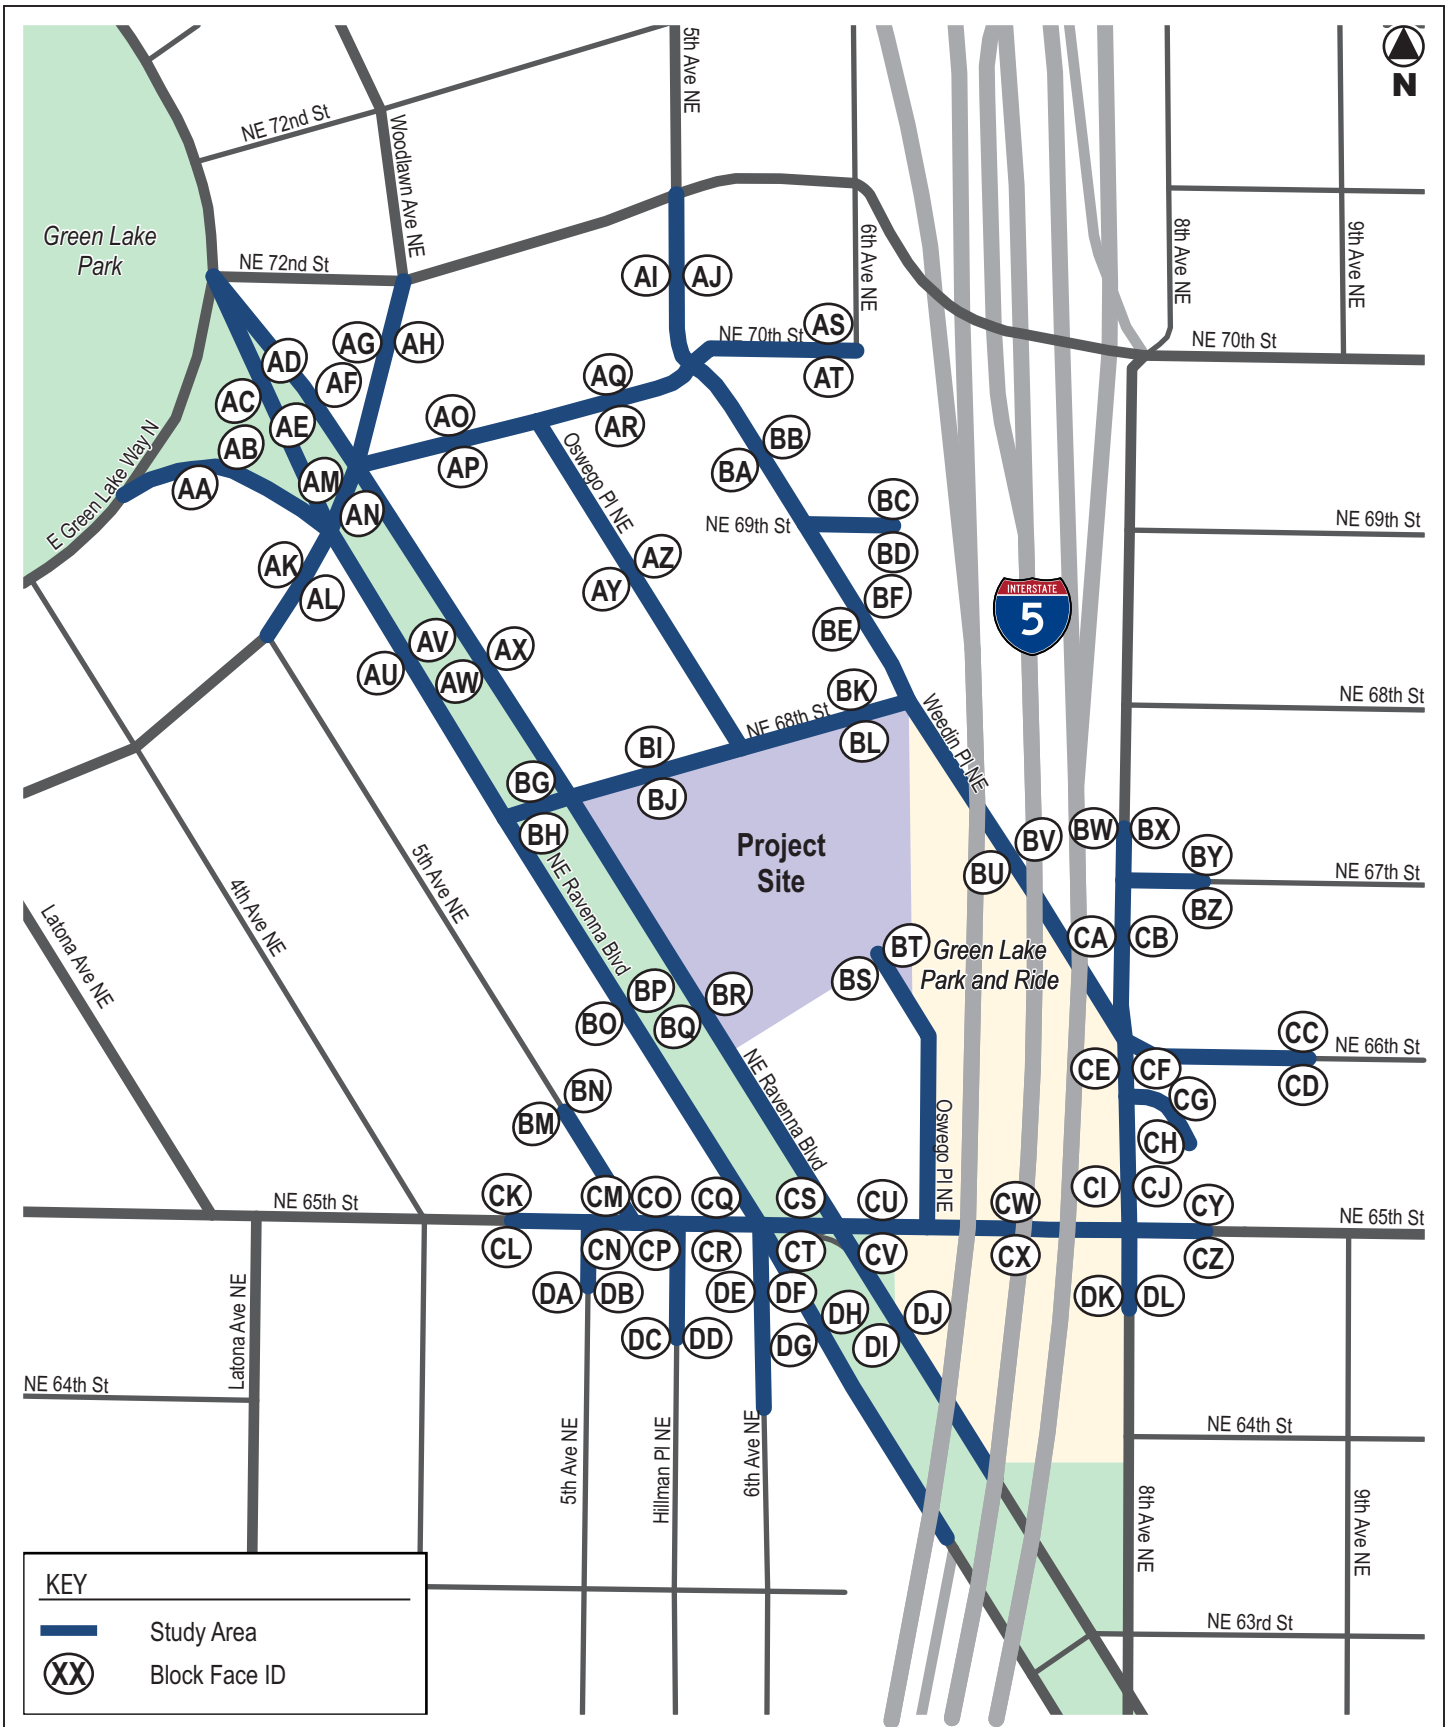 5th Ave NE
N
NE 72nd St
Woodlawn Ave NE
Green Lake
Park
NE 72nd St
6th Ave NE
8th Ave NE
9th Ave NE
AI
AJ
AS
NE 70th St
NE 70th St
AG
AH
AD
AF
AQ
AT
AC
AO
AR
AE
AB
AP
BB
BA
Oswego Pl NE
E Green Lake Way N
AA
AM
AN
BC
NE 69th St
NE 69th St
BD
AK
AZ
AY
AL
BF
BE
INTERSTATE
5
AV
AX
AU
AW
BK
NE 68th St
NE 68th St
Weedin Pl NE
BI
BL
BG
BJ
BH
Project
Site
BV
BW
BX
BY
NE 67th St
BU
BZ
NE Ravenna Blvd
5th Ave NE
4th Ave NE
Latona Ave NE
BT
Green Lake
Park and Ride
CA
CB
BS
BP
BR
BO
BQ
CC
NE 66th St
CE
CF
CD
NE Ravenna Blvd
BN
BM
CG
CH
Oswego Pl NE
CK
CM
CO
CQ
CS
CU
CW
CI
CJ
CY
NE 65th St
NE 65th St
CL
CN
CP
CR
CT
CV
CX
CZ
DA
DB
DE
DF
DK
DL
DC
DD
DG
DH
DI
DJ
Latona Ave NE
NE 64th St
NE 64th St
5th Ave NE
Hillman Pl NE
6th Ave NE
8th Ave NE
9th Ave NE
KEY
Study Area
XX
Block Face ID
NE 63rd St